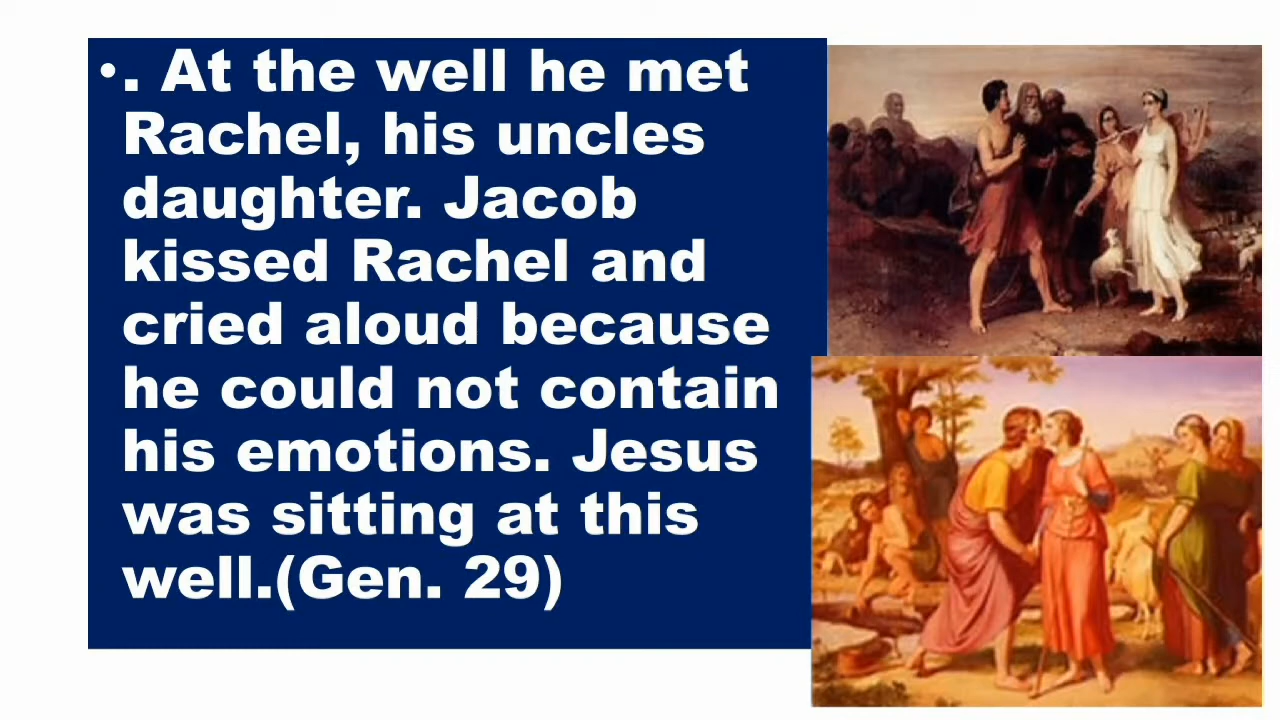 • . At the well he met
Rachel, his uncles
daughter. Jacob
kissed Rachel and
cried aloud because
he could not contain
his emotions. Jesus
was sitting at this
well.(Gen. 29)